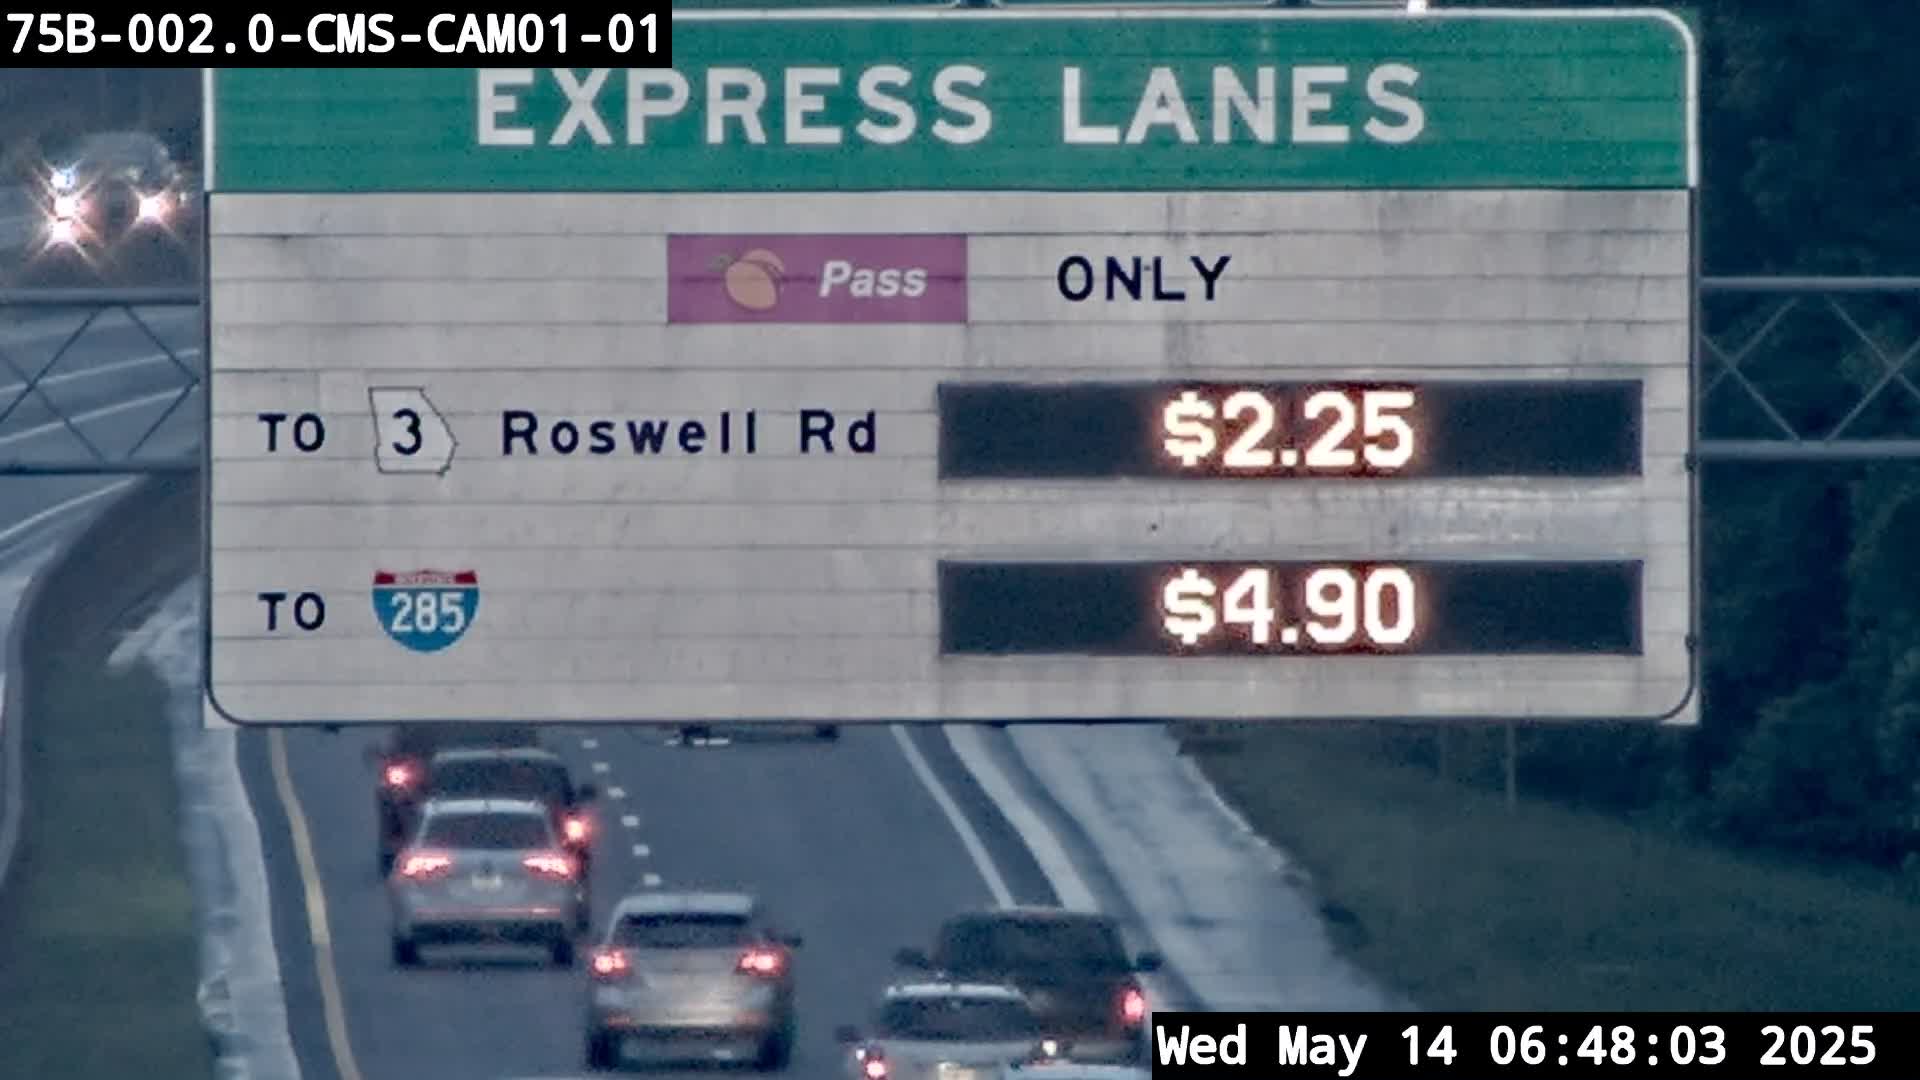 75B-002.0-CMS-CAM01-01
EXPRESS LANES
Pass ONLY
TO 3 Roswell Rd $2.25
TO 285 $4.90
Wed May 14 06:48:03 2025